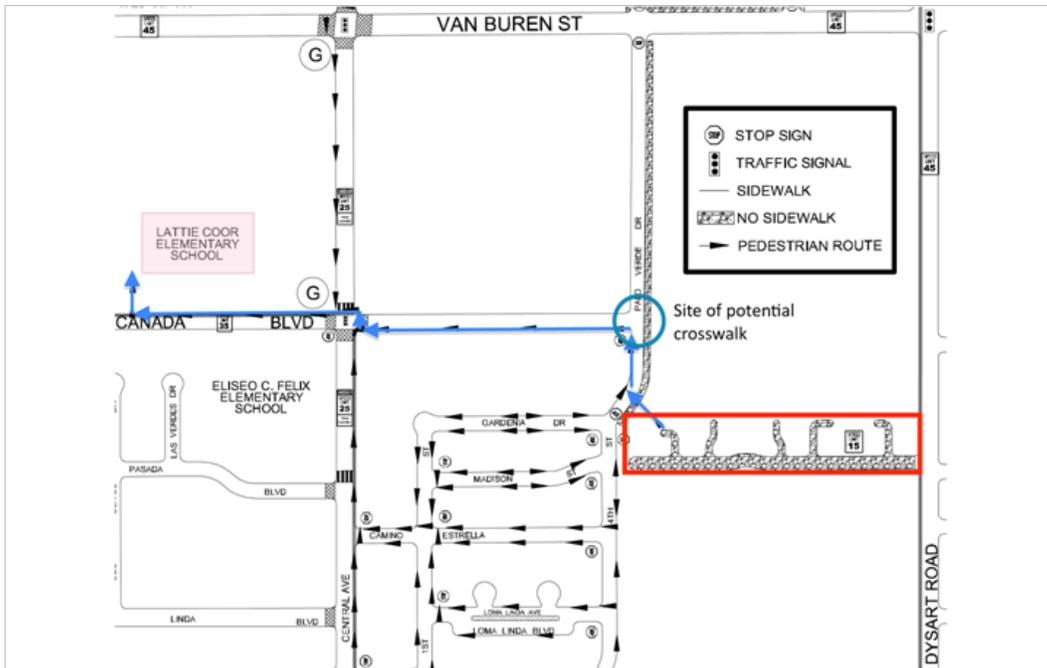 VAN BUREN ST
45
45
G
STOP SIGN
TRAFFIC SIGNAL
SIDEWALK
NO SIDEWALK
PEDESTRIAN ROUTE
45
25
LATTIE COOR
ELEMENTARY
SCHOOL
VERDE DR
G
Site of potential
crosswalk
CANADA
35
BLVD
ELISEO C. FELIX
ELEMENTARY
SCHOOL
25
LAS VERDES DR
GARDENIA DR
15
ST
ST
PASADA
BLVD
MADISON
ST
4TH
CAMINO
ESTRELLA
CENTRAL AVE
DYSART ROAD
LOMA LINDA AVE
LINDA
BLVD
1ST
LOMA LINDA BLVD